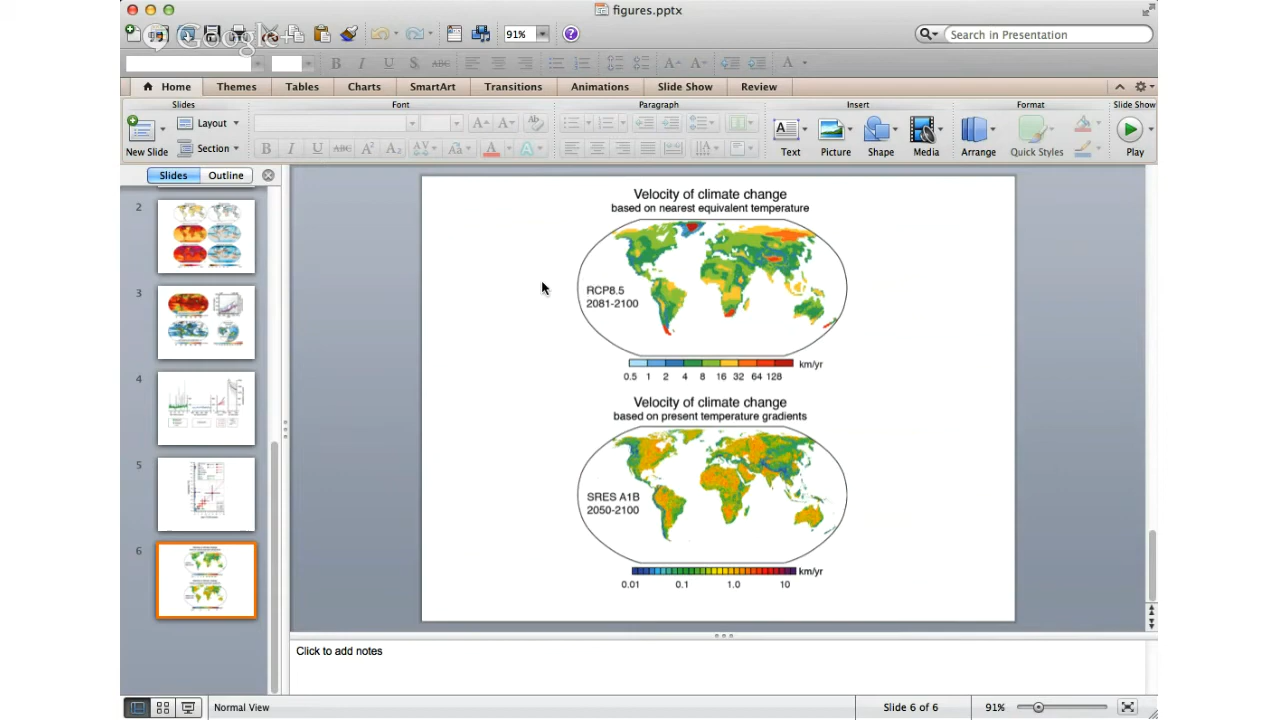 figures.pptx
Google+
91%
Search in Presentation
Home Themes Tables Charts SmartArt Transitions Animations Slide Show Review
Slides Font Paragraph Insert Format Slide Show
New Slide Layout Section Text Picture Shape Media Arrange Quick Styles Play
Slides Outline
2
3
4
5
6
Velocity of climate change
based on nearest equivalent temperature
RCP8.5
2081-2100
km/yr
0.5 1 2 4 8 16 32 64 128
Velocity of climate change
based on present temperature gradients
SRES A1B
2050-2100
km/yr
0.01 0.1 1.0 10
Click to add notes
Normal View Slide 6 of 6 91%